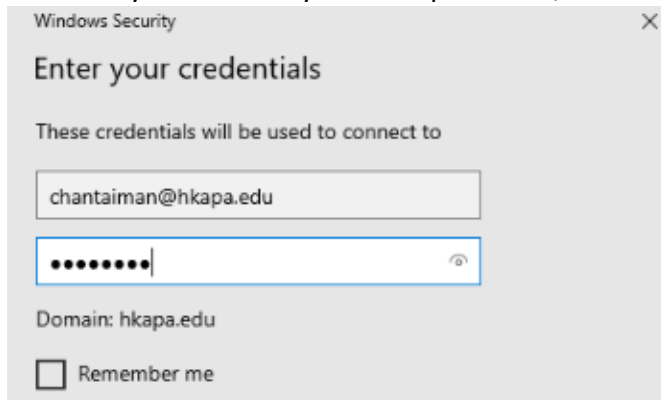 Windows Security
Enter your credentials
These credentials will be used to connect to
chantaiman@hkapa.edu
••••••••
Domain: hkapa.edu
Remember me